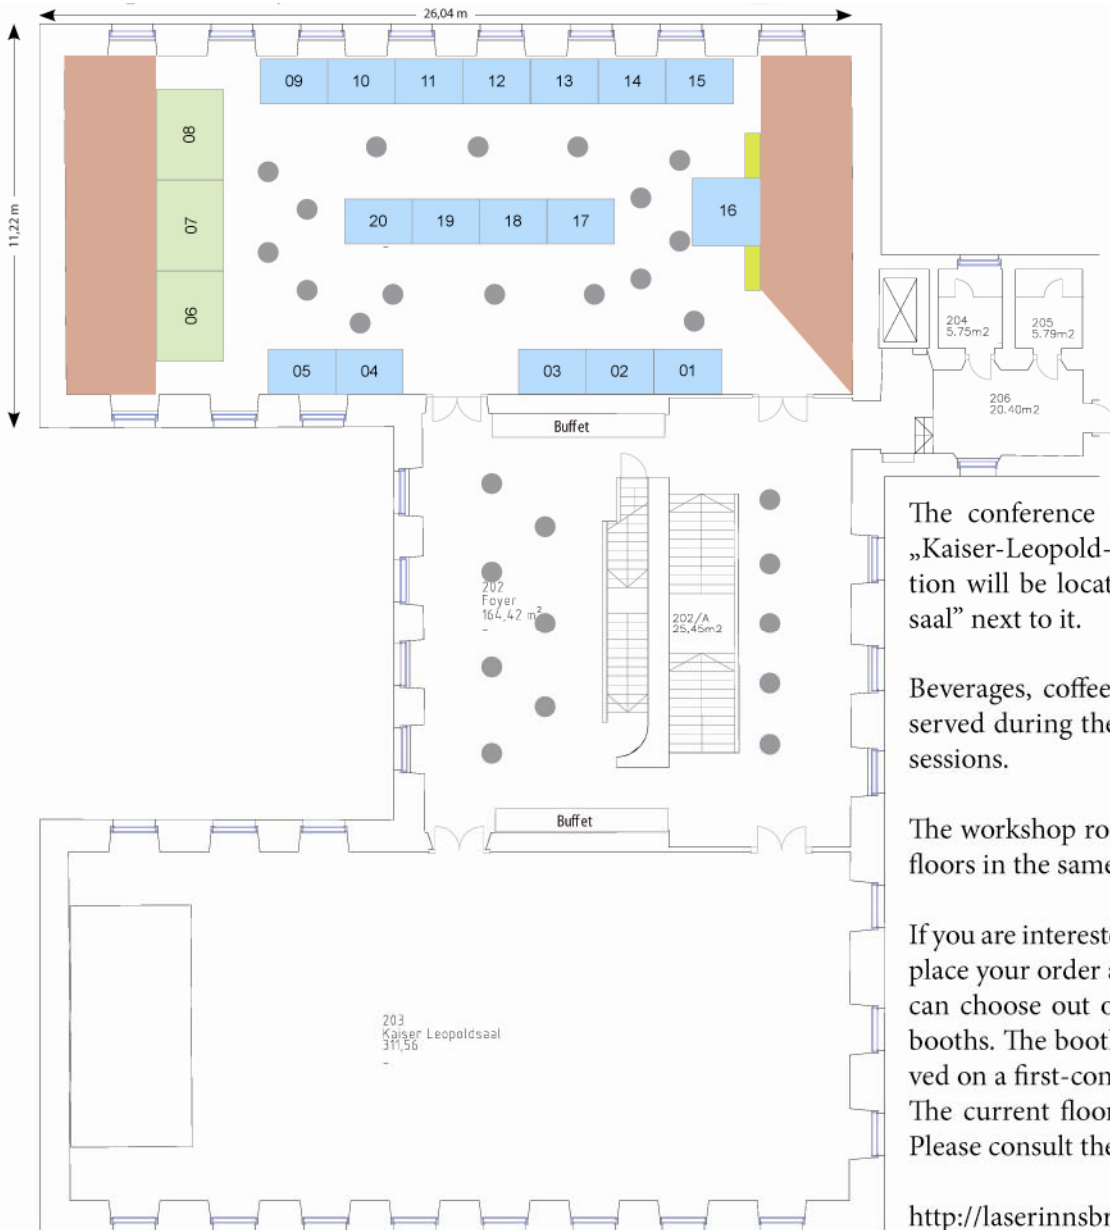 26,04 m
11,22 m
09 10 11 12 13 14 15
08
07
06
20 19 18 17
16
05 04 03 02 01
204
5.75m2
205
5.79m2
206
20.40m2
Buffet
202
Foyer
164,42 m²
-
202/A
25,45m2
Buffet
203
Kaiser Leopoldsaal
311,56
-
The conference
„Kaiser-Leopold-
tion will be locat
saal” next to it.
Beverages, coffee
served during the
sessions.
The workshop ro
floors in the same
If you are intereste
place your order a
can choose out o
booths. The booth
ved on a first-com
The current floor
Please consult the
http://laserinnsbr